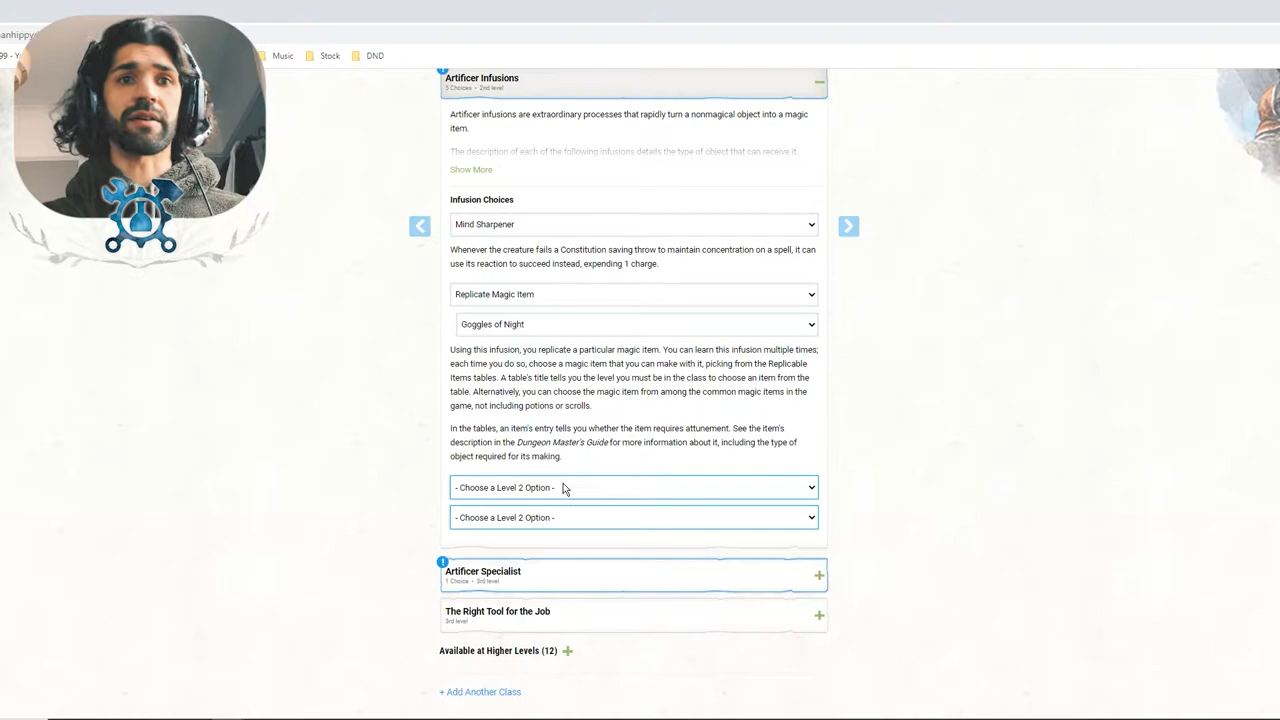 anhippy
99 - Y
Music
Stock
DND
Artificer Infusions
5 Choices • 2nd level
Artificer infusions are extraordinary processes that rapidly turn a nonmagical object into a magic
item.
The description of each of the following infusions details the type of object that can receive it.
Show More
Infusion Choices
Mind Sharpener
Whenever the creature fails a Constitution saving throw to maintain concentration on a spell, it can
use its reaction to succeed instead, expending 1 charge.
Replicate Magic Item
Goggles of Night
Using this infusion, you replicate a particular magic item. You can learn this infusion multiple times;
each time you do so, choose a magic item that you can make with it, picking from the Replicable
Items tables. A table's title tells you the level you must be in the class to choose an item from the
table. Alternatively, you can choose the magic item from among the common magic items in the
game, not including potions or scrolls.
In the tables, an item's entry tells you whether the item requires attunement. See the item's
description in the Dungeon Master's Guide for more information about it, including the type of
object required for its making.
- Choose a Level 2 Option -
- Choose a Level 2 Option -
!
Artificer Specialist
1 Choice • 3rd level
The Right Tool for the Job
3rd level
Available at Higher Levels (12)
+ Add Another Class